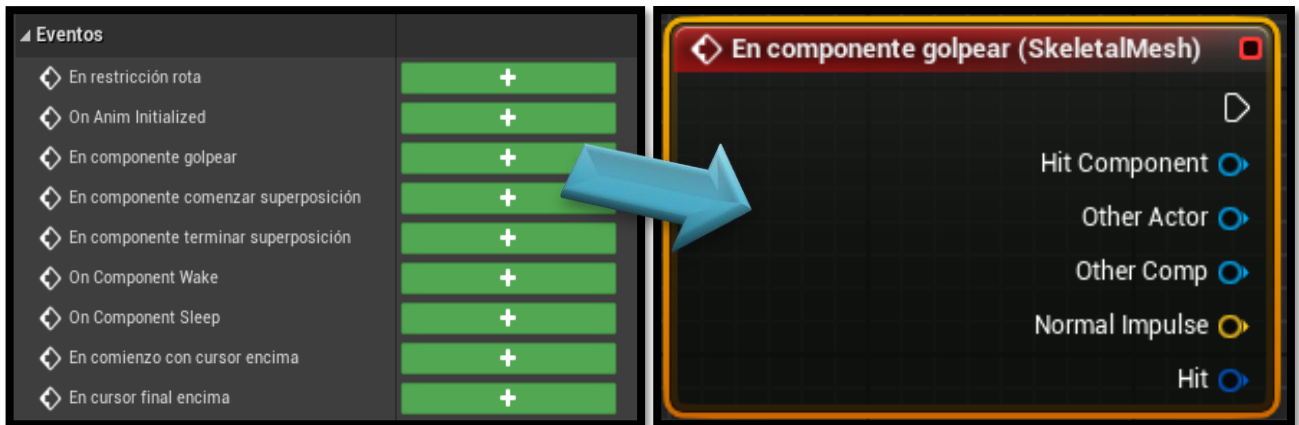 Eventos
En restricción rota
On Anim Initialized
En componente golpear
En componente comenzar superposición
En componente terminar superposición
On Component Wake
On Component Sleep
En comienzo con cursor encima
En cursor final encima
En componente golpear (SkeletalMesh)
Hit Component
Other Actor
Other Comp
Normal Impulse
Hit